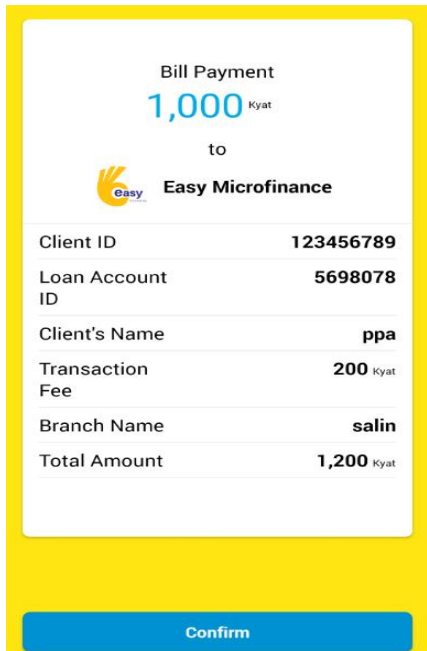 Bill Payment
1,000 Kyat
to
easy
Easy Microfinance
Client ID 123456789
Loan Account 5698078
ID
Client's Name ppa
Transaction 200 Kyat
Fee
Branch Name salin
Total Amount 1,200 Kyat
Confirm